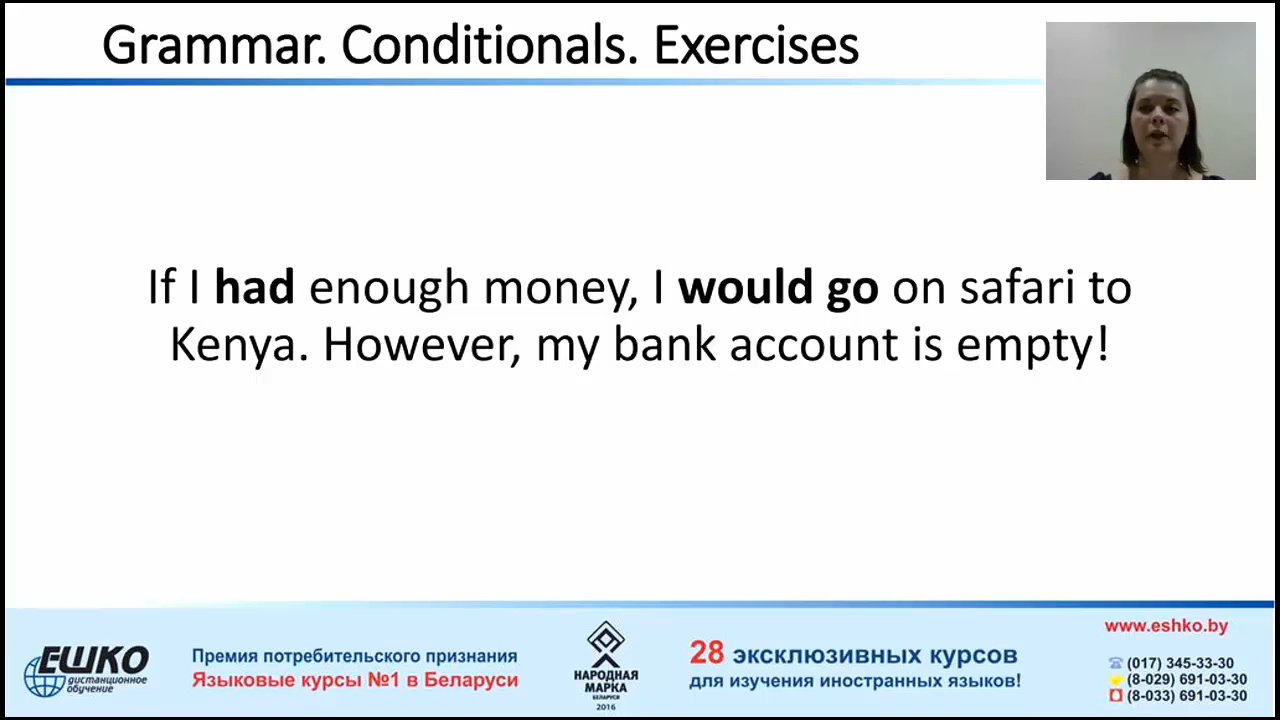 Grammar. Conditionals. Exercises
If I had enough money, I would go on safari to
Kenya. However, my bank account is empty!
ЕШКО
дистанционное
обучение
Премия потребительского признания
Языковые курсы №1 в Беларуси
НАРОДНАЯ
МАРКА
БЕЛАРУСИ
2016
28 эксклюзивных курсов
для изучения иностранных языков!
www.eshko.by
(017) 345-33-30
(8-029) 691-03-30
(8-033) 691-03-30